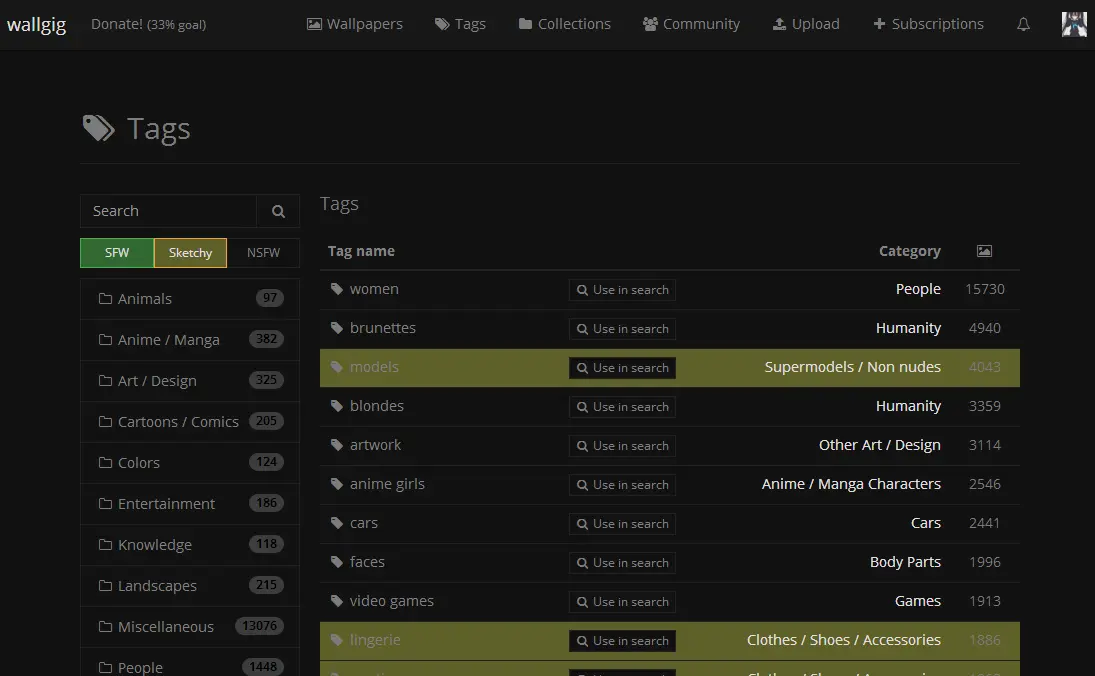 wallgig Donate! (33% goal) Wallpapers Tags Collections Community Upload Subscriptions
Tags
Search
SFW Sketchy NSFW
Animals 97
Anime / Manga 382
Art / Design 325
Cartoons / Comics 205
Colors 124
Entertainment 186
Knowledge 118
Landscapes 215
Miscellaneous 13076
People 1448
Tags
Tag name Category
women Use in search People 15730
brunettes Use in search Humanity 4940
models Use in search Supermodels / Non nudes 4043
blondes Use in search Humanity 3359
artwork Use in search Other Art / Design 3114
anime girls Use in search Anime / Manga Characters 2546
cars Use in search Cars 2441
faces Use in search Body Parts 1996
video games Use in search Games 1913
lingerie Use in search Clothes / Shoes / Accessories 1886